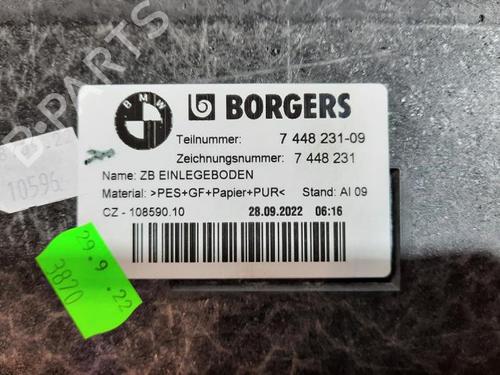 B-PARTS
BMW
BORGERS
Teilnummer: 7 448 231-09
Zeichnungsnummer: 7 448 231
Name: ZB EINLEGEBODEN
Material: >PES+GF+Papier+PUR< Stand: AI 09
CZ - 108590.10 28.09.2022 06:16
10596
29.9.22
3820